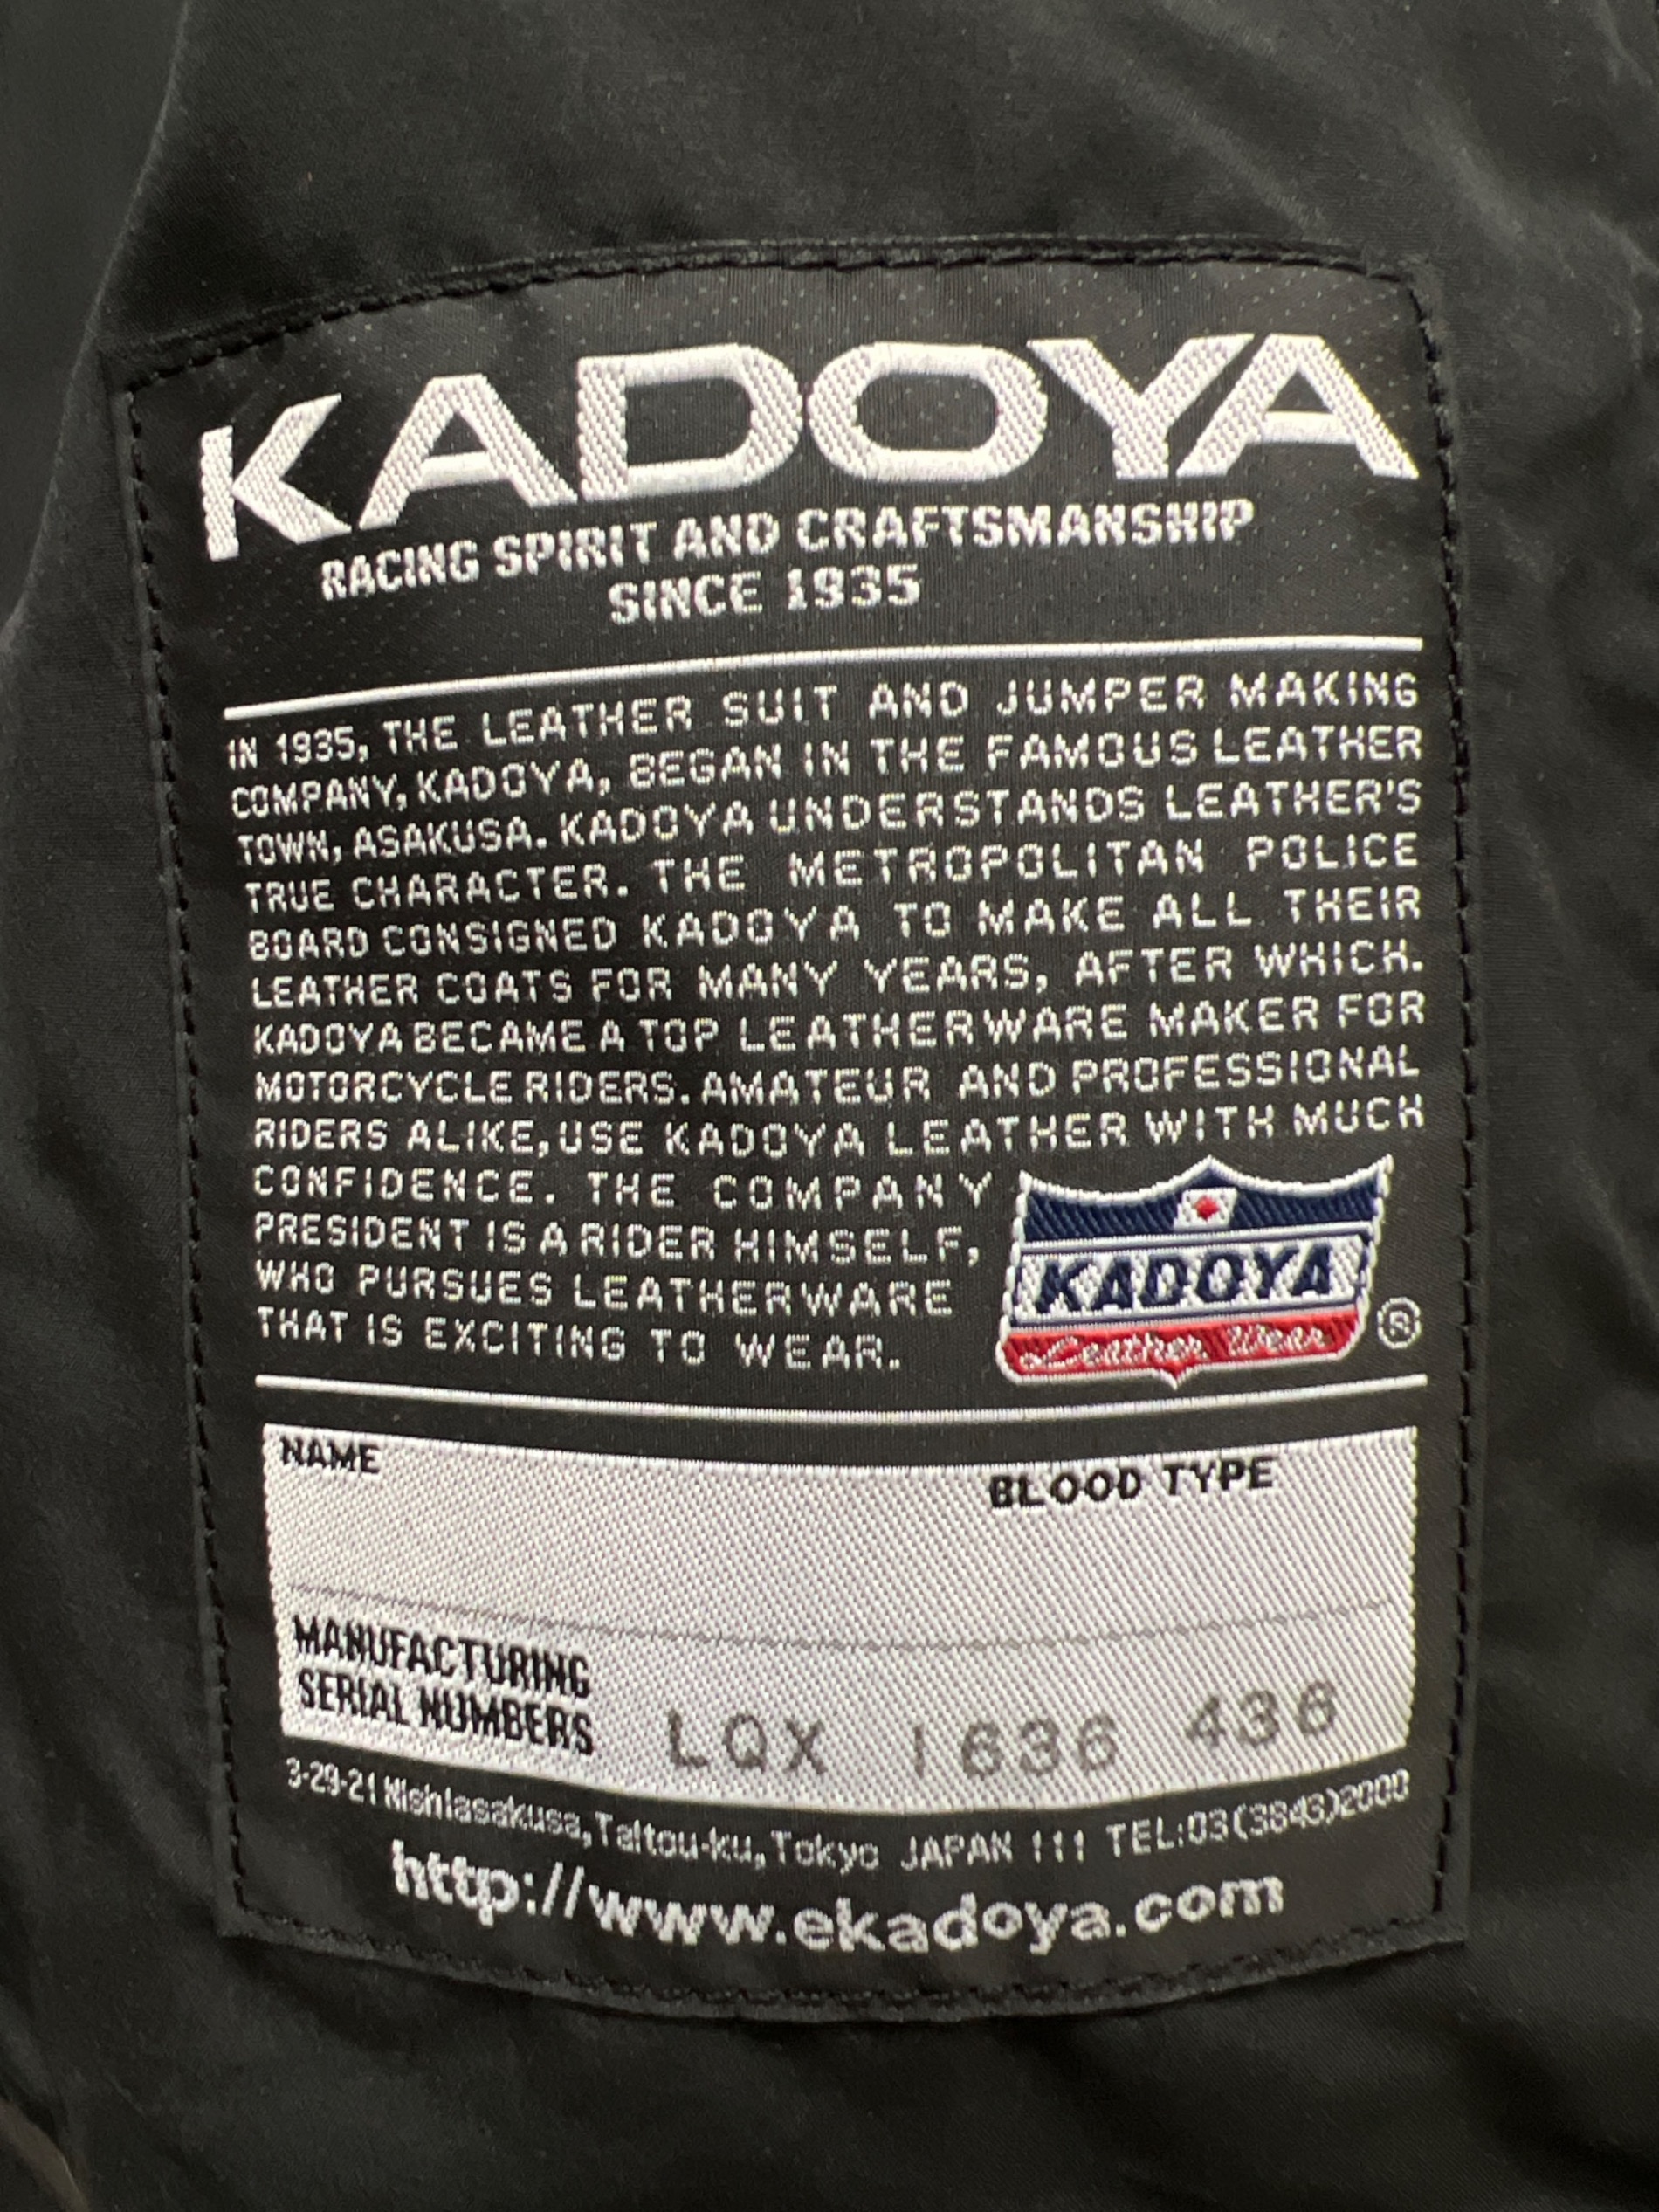 KADOYA
RACING SPIRIT AND CRAFTSMANSHIP
SINCE 1935
IN 1935, THE LEATHER SUIT AND JUMPER MAKING
COMPANY, KADOYA, BEGAN IN THE FAMOUS LEATHER
TOWN, ASAKUSA. KADOYA UNDERSTANDS LEATHER'S
TRUE CHARACTER. THE METROPOLITAN POLICE
BOARD CONSIGNED KADOYA TO MAKE ALL THEIR
LEATHER COATS FOR MANY YEARS, AFTER WHICH.
KADOYA BECAME A TOP LEATHERWARE MAKER FOR
MOTORCYCLE RIDERS. AMATEUR AND PROFESSIONAL
RIDERS ALIKE, USE KADOYA LEATHER WITH MUCH
CONFIDENCE. THE COMPANY
PRESIDENT IS A RIDER HIMSELF,
WHO PURSUES LEATHERWARE
THAT IS EXCITING TO WEAR.
KADOYA
Leather Wear
®
NAME BLOOD TYPE
MANUFACTURING
SERIAL NUMBERS LQX 1636 436
3-29-21 Nishiasakusa, Taitou-ku, Tokyo JAPAN 111 TEL:03(3843)2000
http://www.ekadoya.com